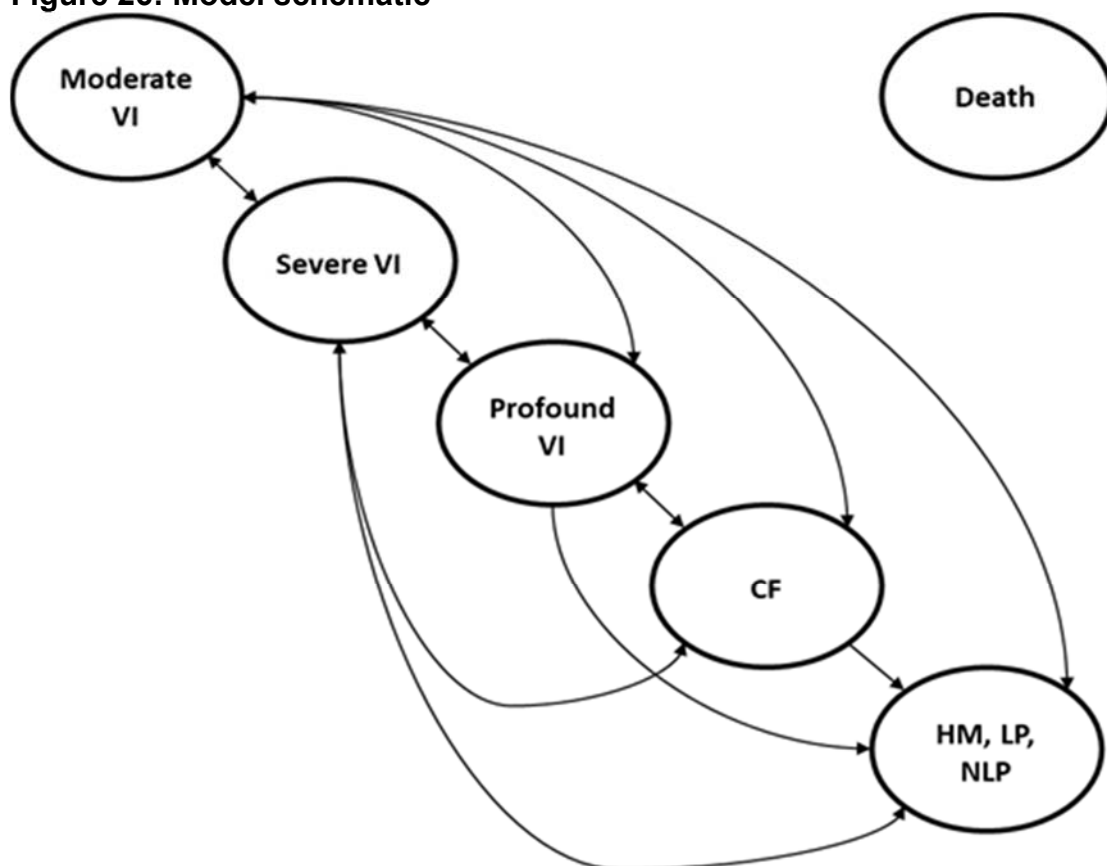 Figure 20: Model schematic
Moderate
VI
Death
Severe VI
Profound
VI
CF
HM, LP,
NLP